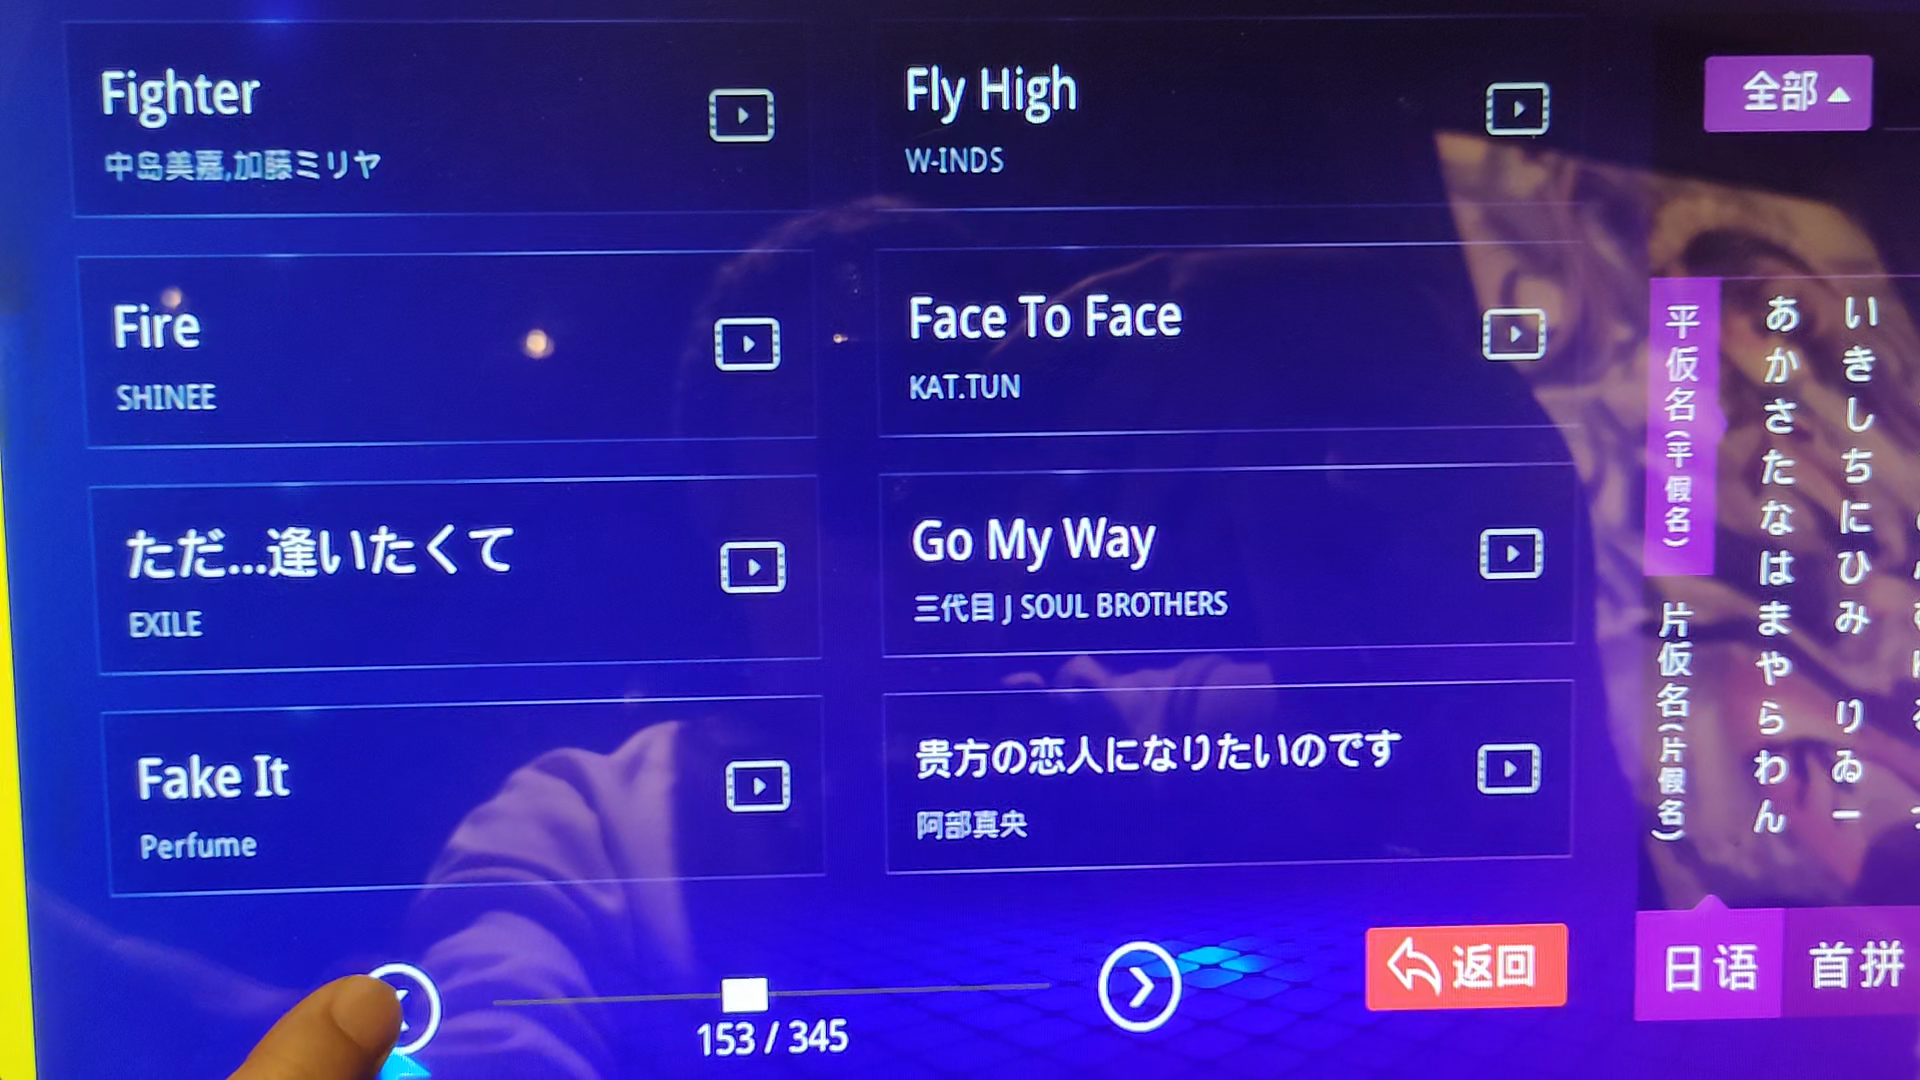 Fighter
中岛美嘉,加藤ミリヤ
Fly High
W-INDS
Fire
SHINEE
Face To Face
KAT.TUN
ただ...逢いたくて
EXILE
Go My Way
三代目 J SOUL BROTHERS
Fake It
Perfume
贵方の恋人になりたいのです
阿部真央
153 / 345
返回
全部
平仮名(平假名)
片仮名(片假名)
あかさたなはまやらわん
いきしちにひみ りゐー
日语
首拼